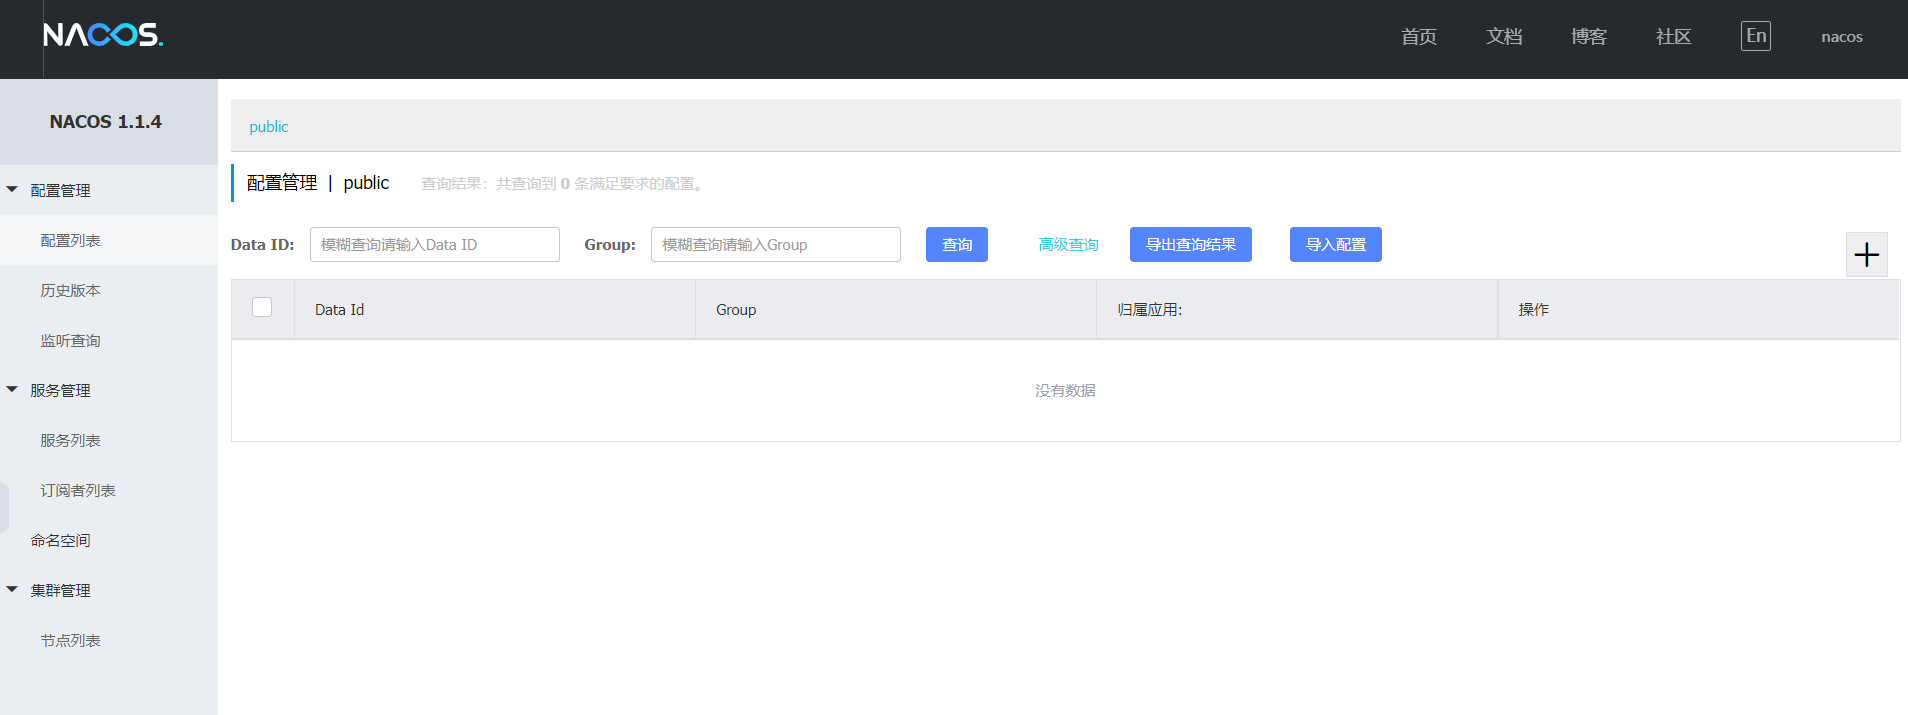 NACOS.
首页 文档 博客 社区 En nacos
NACOS 1.1.4
配置管理
配置列表
历史版本
监听查询
服务管理
服务列表
订阅者列表
命名空间
集群管理
节点列表
public
配置管理 | public 查询结果：共查询到 0 条满足要求的配置。
Data ID: 模糊查询请输入Data ID Group: 模糊查询请输入Group 查询 高级查询 导出查询结果 导入配置
Data Id Group 归属应用: 操作
没有数据